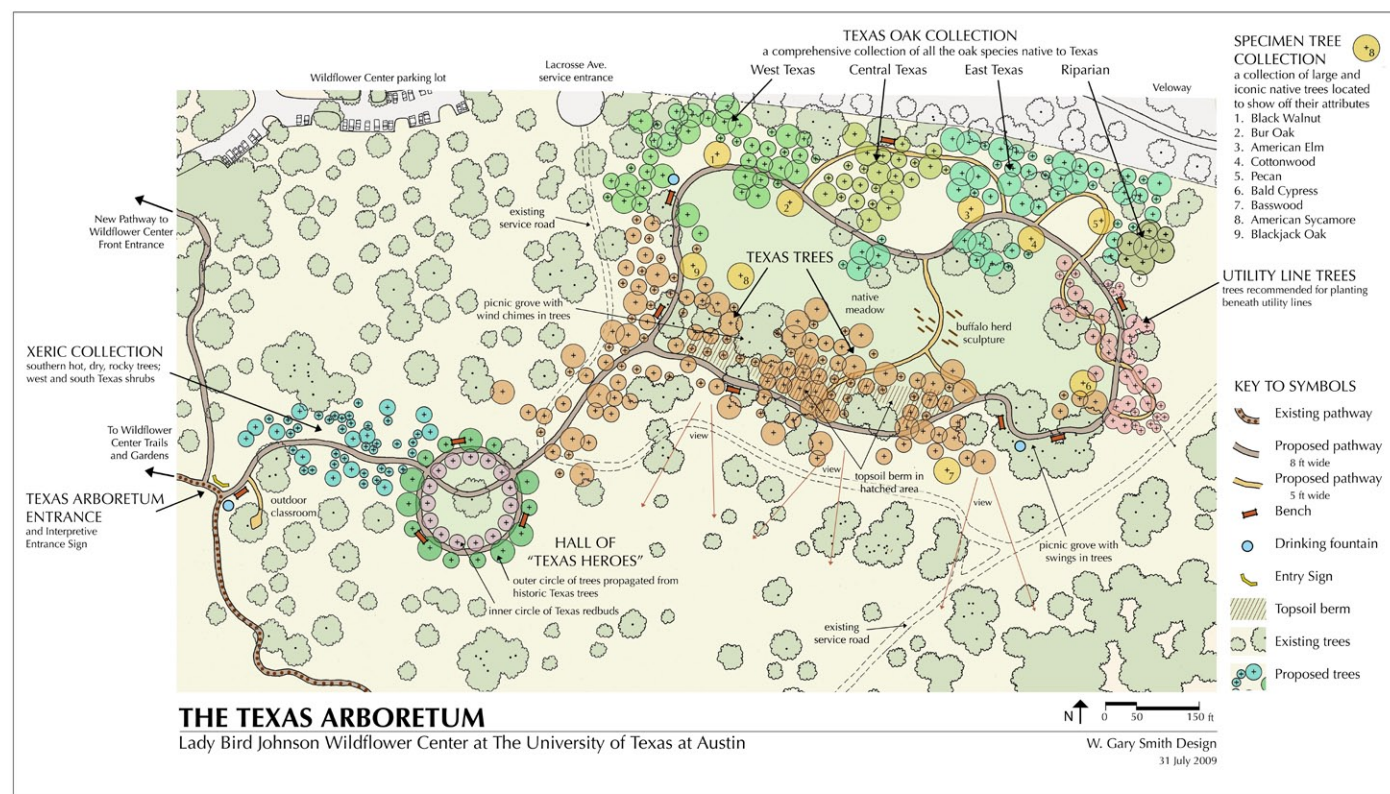 TEXAS OAK COLLECTION
a comprehensive collection of all the oak species native to Texas
West Texas
Central Texas
East Texas
Riparian
Lacrosse Ave.
service entrance
Wildflower Center parking lot
Veloway
SPECIMEN TREE
COLLECTION
8
a collection of large and
iconic native trees located
to show off their attributes
1. Black Walnut
2. Bur Oak
3. American Elm
4. Cottonwood
5. Pecan
6. Bald Cypress
7. Basswood
8. American Sycamore
9. Blackjack Oak
1
2
3
4
5
9
8
6
7
New Pathway to
Wildflower Center
Front Entrance
existing
service road
TEXAS TREES
picnic grove with
wind chimes in trees
native
meadow
buffalo herd
sculpture
UTILITY LINE TREES
trees recommended for planting
beneath utility lines
XERIC COLLECTION
southern hot, dry, rocky trees;
west and south Texas shrubs
To Wildflower
Center Trails
and Gardens
TEXAS ARBORETUM
ENTRANCE
and Interpretive
Entrance Sign
outdoor
classroom
view
view
view
topsoil berm in
hatched area
HALL OF
"TEXAS HEROES"
outer circle of trees propagated from
historic Texas trees
inner circle of Texas redbuds
picnic grove with
swings in trees
existing
service road
KEY TO SYMBOLS
Existing pathway
Proposed pathway
8 ft wide
Proposed pathway
5 ft wide
Bench
Drinking fountain
Entry Sign
Topsoil berm
Existing trees
Proposed trees
THE TEXAS ARBORETUM
Lady Bird Johnson Wildflower Center at The University of Texas at Austin
N
0 50 150 ft
W. Gary Smith Design
31 July 2009